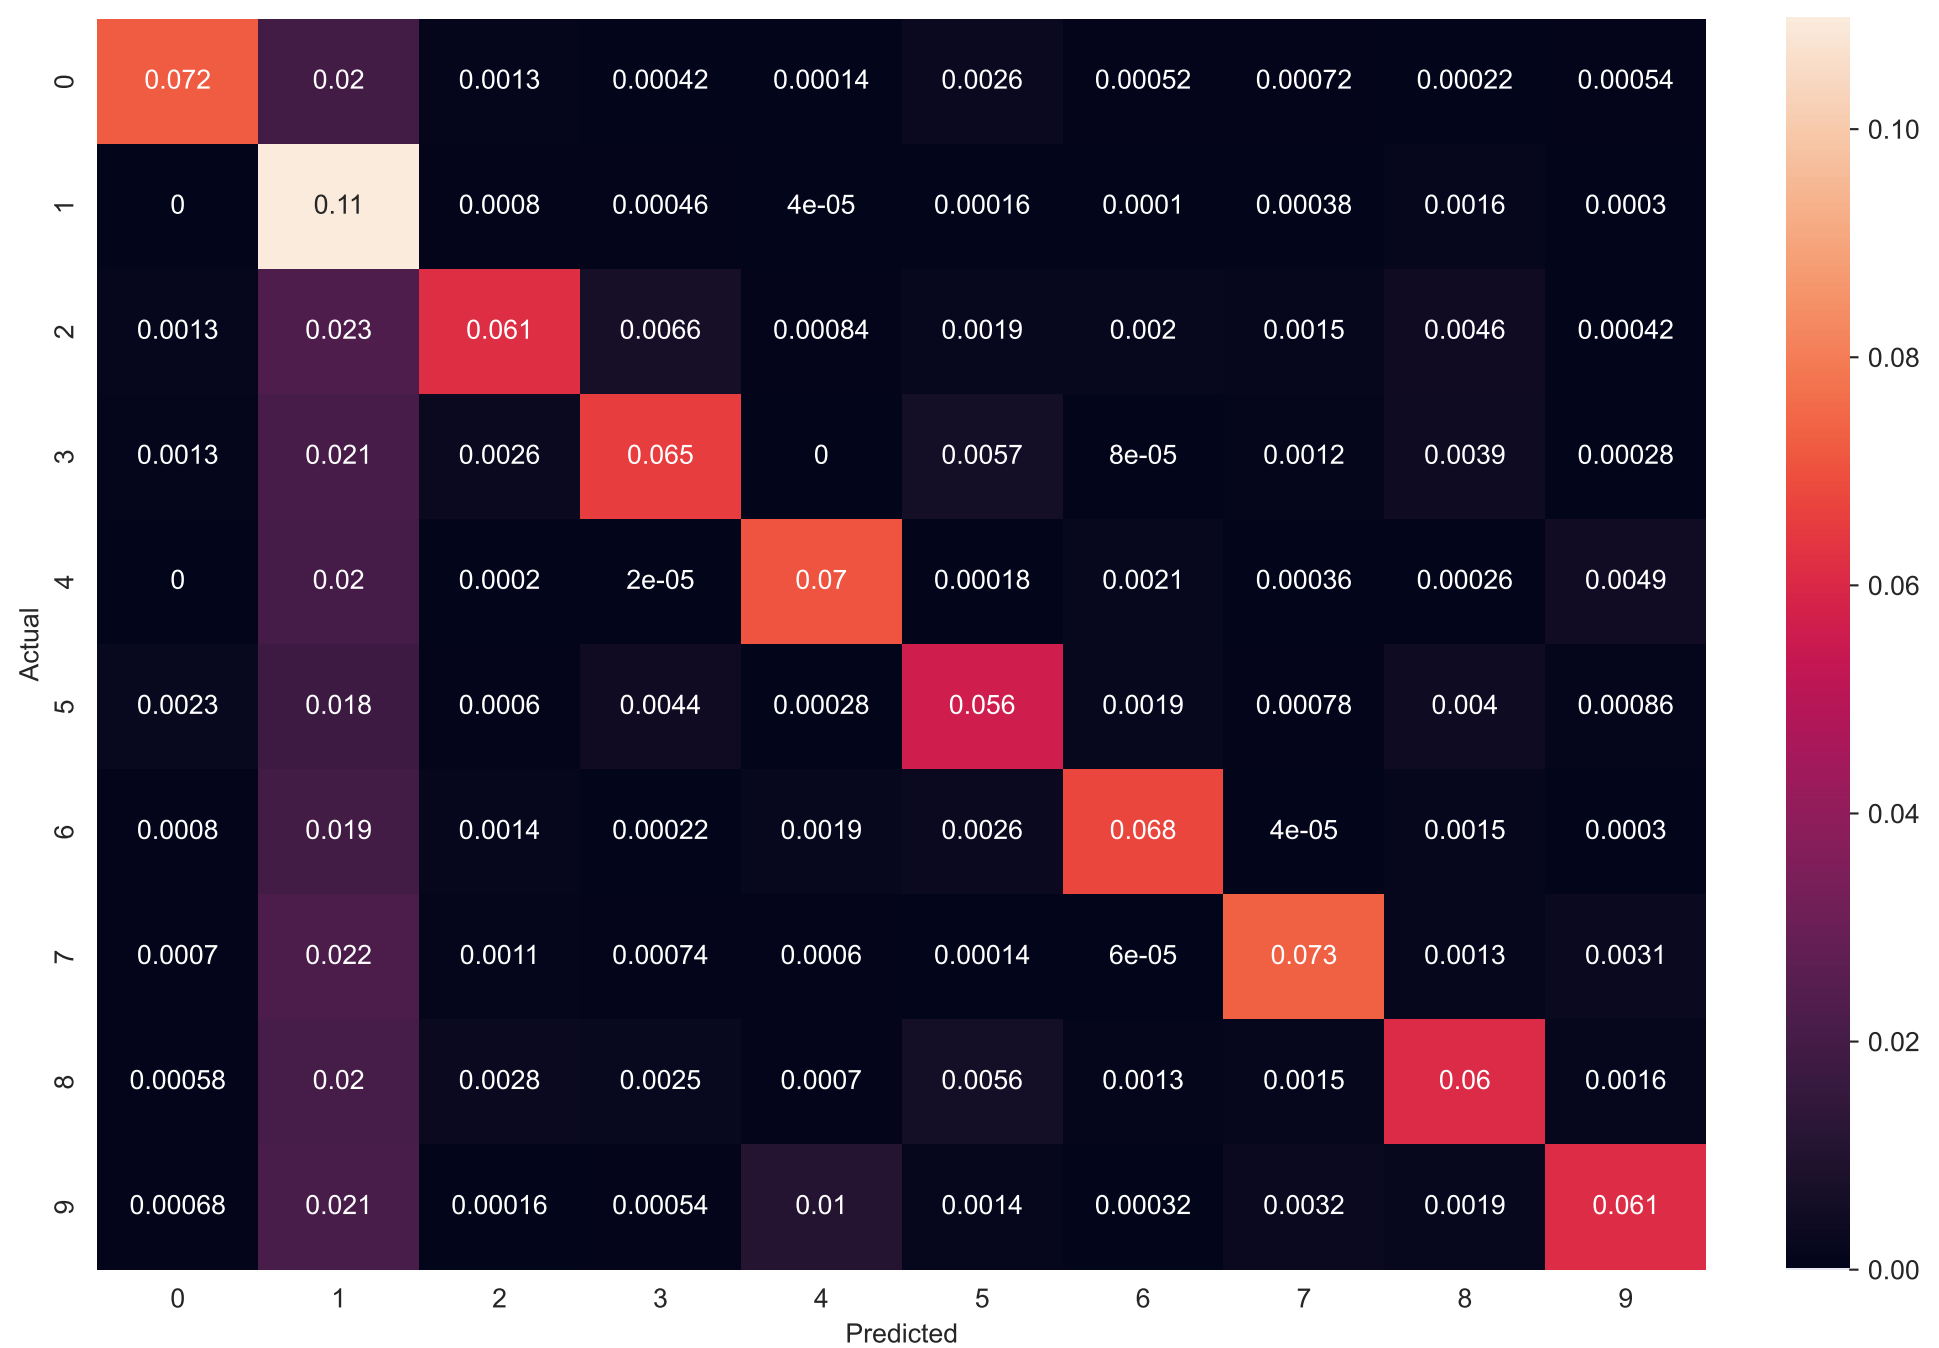 0 0.072 0.02 0.0013 0.00042 0.00014 0.0026 0.00052 0.00072 0.00022 0.00054
1 0 0.11 0.0008 0.00046 4e-05 0.00016 0.0001 0.00038 0.0016 0.0003
2 0.0013 0.023 0.061 0.0066 0.00084 0.0019 0.002 0.0015 0.0046 0.00042
3 0.0013 0.021 0.0026 0.065 0 0.0057 8e-05 0.0012 0.0039 0.00028
4 0 0.02 0.0002 2e-05 0.07 0.00018 0.0021 0.00036 0.00026 0.0049
5 0.0023 0.018 0.0006 0.0044 0.00028 0.056 0.0019 0.00078 0.004 0.00086
6 0.0008 0.019 0.0014 0.00022 0.0019 0.0026 0.068 4e-05 0.0015 0.0003
7 0.0007 0.022 0.0011 0.00074 0.0006 0.00014 6e-05 0.073 0.0013 0.0031
8 0.00058 0.02 0.0028 0.0025 0.0007 0.0056 0.0013 0.0015 0.06 0.0016
9 0.00068 0.021 0.00016 0.00054 0.01 0.0014 0.00032 0.0032 0.0019 0.061
0 1 2 3 4 5 6 7 8 9
Predicted
Actual
0.10
0.08
0.06
0.04
0.02
0.00